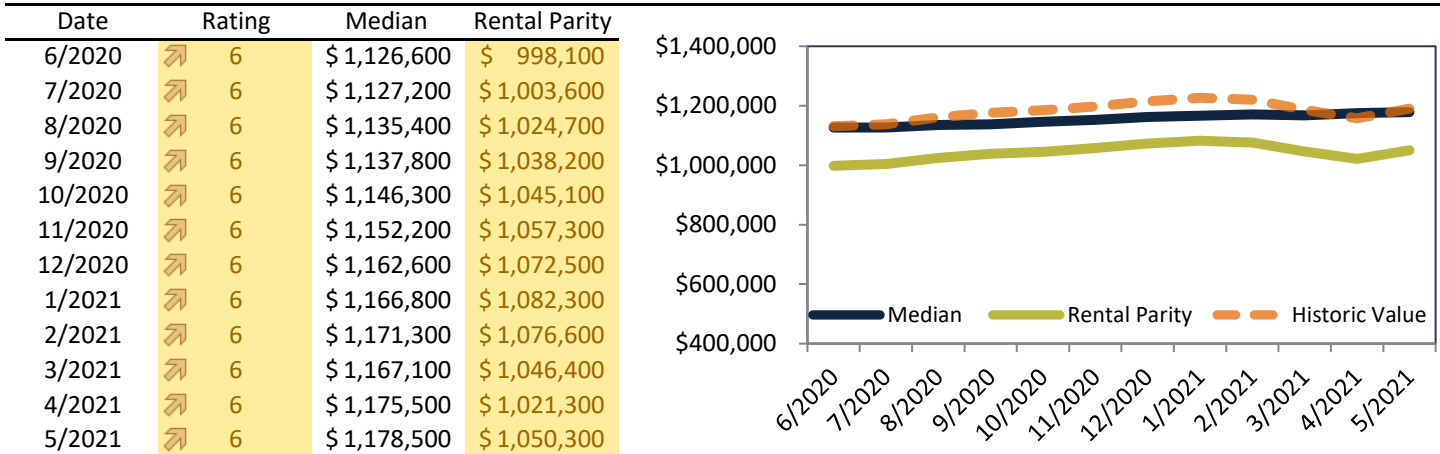 Date Rating Median Rental Parity
6/2020 6 $ 1,126,600 $ 998,100
7/2020 6 $ 1,127,200 $ 1,003,600
8/2020 6 $ 1,135,400 $ 1,024,700
9/2020 6 $ 1,137,800 $ 1,038,200
10/2020 6 $ 1,146,300 $ 1,045,100
11/2020 6 $ 1,152,200 $ 1,057,300
12/2020 6 $ 1,162,600 $ 1,072,500
1/2021 6 $ 1,166,800 $ 1,082,300
2/2021 6 $ 1,171,300 $ 1,076,600
3/2021 6 $ 1,167,100 $ 1,046,400
4/2021 6 $ 1,175,500 $ 1,021,300
5/2021 6 $ 1,178,500 $ 1,050,300
$1,400,000
$1,200,000
$1,000,000
$800,000
$600,000
$400,000
Median Rental Parity Historic Value
6/2020 7/2020 8/2020 9/2020 10/2020 11/2020 12/2020 1/2021 2/2021 3/2021 4/2021 5/2021